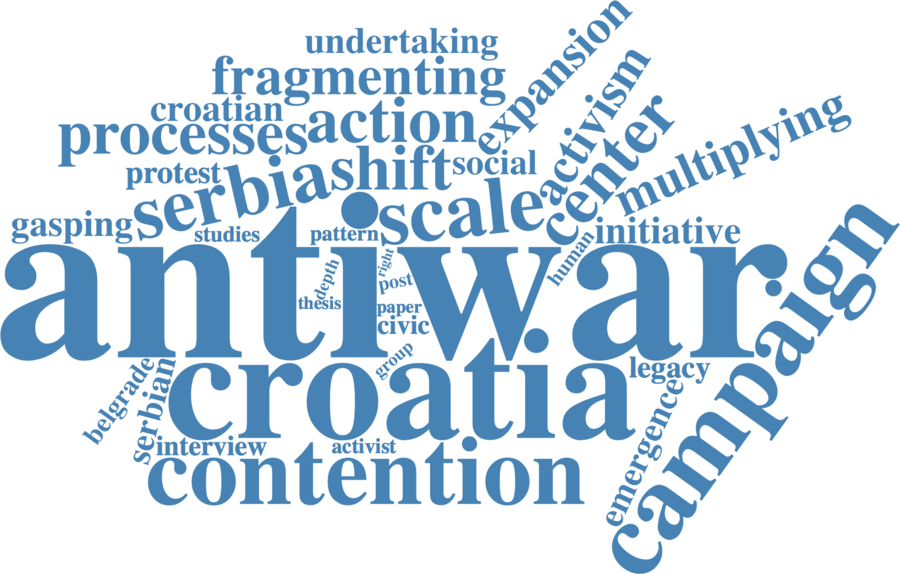 undertaking
expansion
fragmenting
croatian
activism
processes
action
center
multiplying
protest
serbia
shift
social
scale
gasping
studies
pattern
initiative
antiwar
human
right
depth
post
thesis
paper
civic
campaign
croatia
group
legacy
belgrade
serbian
emergence
interview
activist
contention